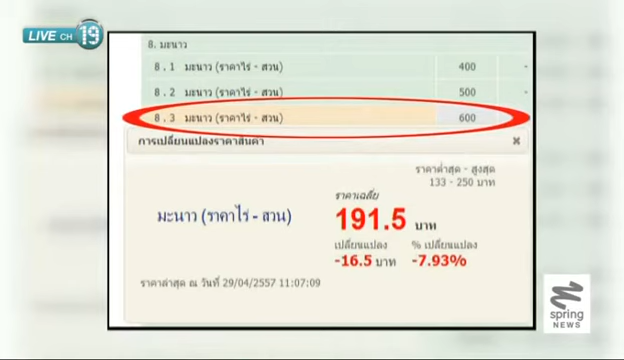 LIVE CH 19
8. มะนาว
8.1 มะนาว (ราคาไร่ - สวน) 400 -
8.2 มะนาว (ราคาไร่ - สวน) 500 -
8.3 มะนาว (ราคาไร่ - สวน) 600
การเปลี่ยนแปลงราคาสินค้า
ราคาต่ำสุด - สูงสุด
133 - 250 บาท
ราคาเฉลี่ย
มะนาว (ราคาไร่ - สวน) 191.5 บาท
เปลี่ยนแปลง % เปลี่ยนแปลง
-16.5 บาท -7.93%
ราคาล่าสุด ณ วันที่ 29/04/2557 11:07:09
spring
NEWS